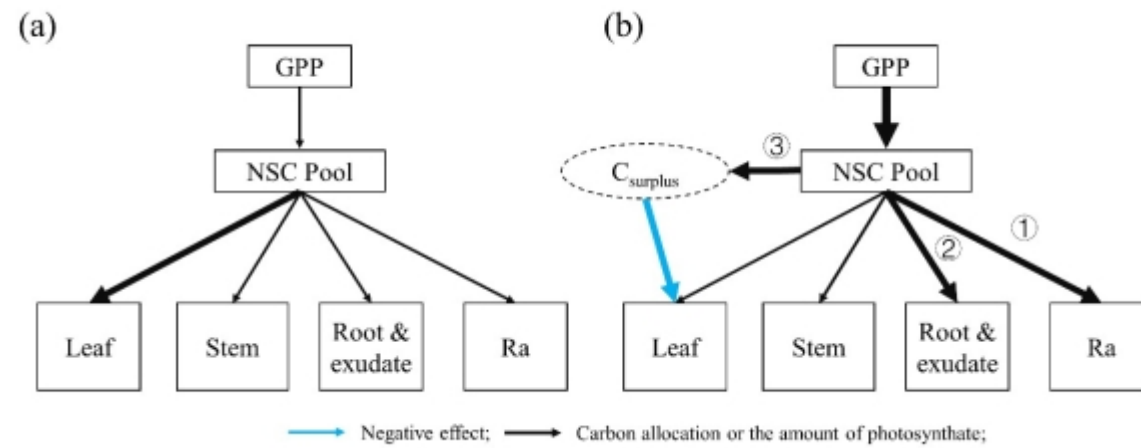 (a)
GPP
NSC Pool
Leaf
Stem
Root &
exudate
Ra
(b)
GPP
③
C_surplus
NSC Pool
①
②
Leaf
Stem
Root &
exudate
Ra
Negative effect; Carbon allocation or the amount of photosynthate;